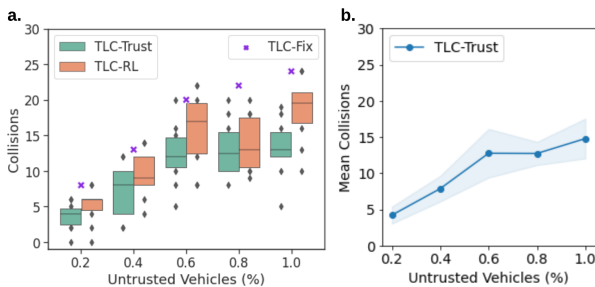 a.
TLC-Trust
TLC-RL
TLC-Fix
Collisions
30
25
20
15
10
5
0
0.2 0.4 0.6 0.8 1.0
Untrusted Vehicles (%)
b.
TLC-Trust
Mean Collisions
30
25
20
15
10
5
0
0.2 0.4 0.6 0.8 1.0
Untrusted Vehicles (%)